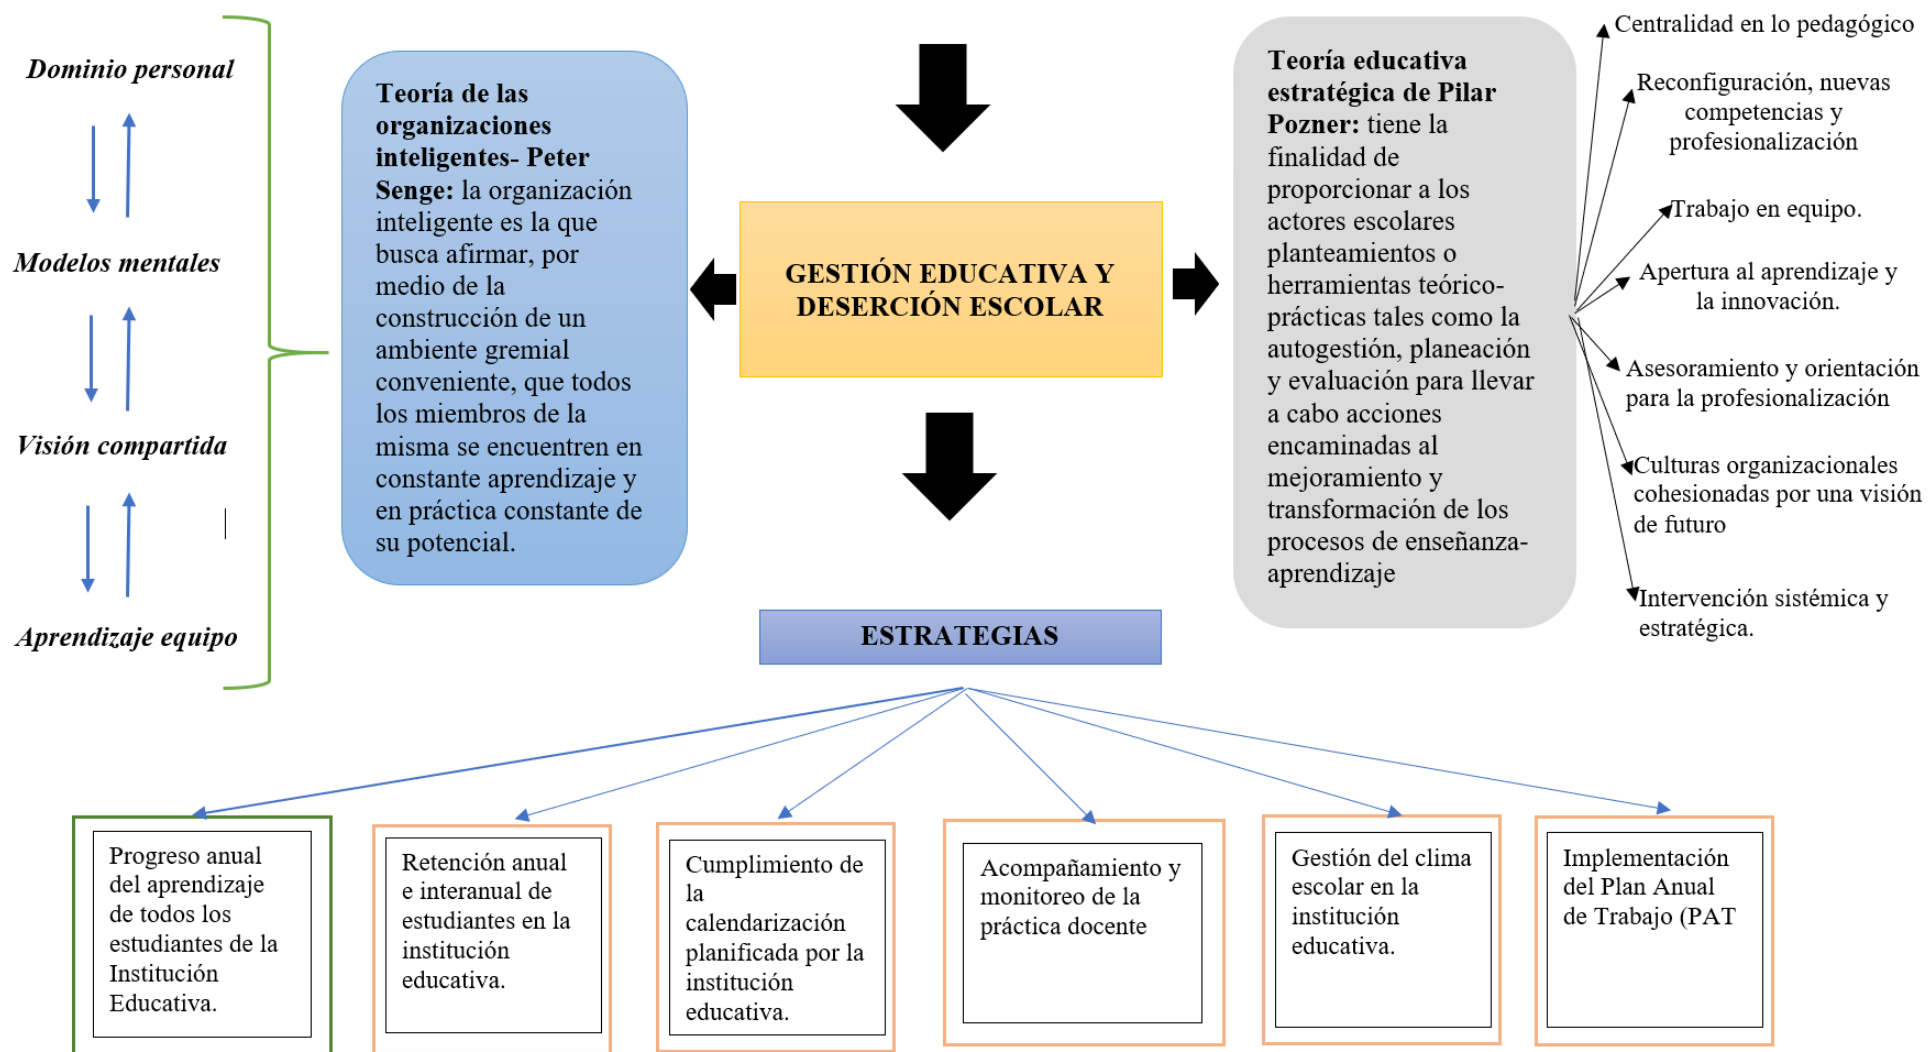 Dominio personal
Modelos mentales
Visión compartida
Aprendizaje equipo
Teoría de las
organizaciones
inteligentes- Peter
Senge: la organización
inteligente es la que
busca afirmar, por
medio de la
construcción de un
ambiente gremial
conveniente, que todos
los miembros de la
misma se encuentren en
constante aprendizaje y
en práctica constante de
su potencial.
GESTIÓN EDUCATIVA Y
DESERCIÓN ESCOLAR
Teoría educativa
estratégica de Pilar
Pozner: tiene la
finalidad de
proporcionar a los
actores escolares
planteamientos o
herramientas teórico-
prácticas tales como la
autogestión, planeación
y evaluación para llevar
a cabo acciones
encaminadas al
mejoramiento y
transformación de los
procesos de enseñanza-
aprendizaje
Centralidad en lo pedagógico
Reconfiguración, nuevas
competencias y
profesionalización
Trabajo en equipo.
Apertura al aprendizaje y
la innovación.
Asesoramiento y orientación
para la profesionalización
Culturas organizacionales
cohesionadas por una visión
de futuro
Intervención sistémica y
estratégica.
ESTRATEGIAS
Progreso anual
del aprendizaje
de todos los
estudiantes de la
Institución
Educativa.
Retención anual
e interanual de
estudiantes en la
institución
educativa.
Cumplimiento de
la
calendarización
planificada por la
institución
educativa.
Acompañamiento y
monitoreo de la
práctica docente
Gestión del clima
escolar en la
institución
educativa.
Implementación
del Plan Anual
de Trabajo (PAT